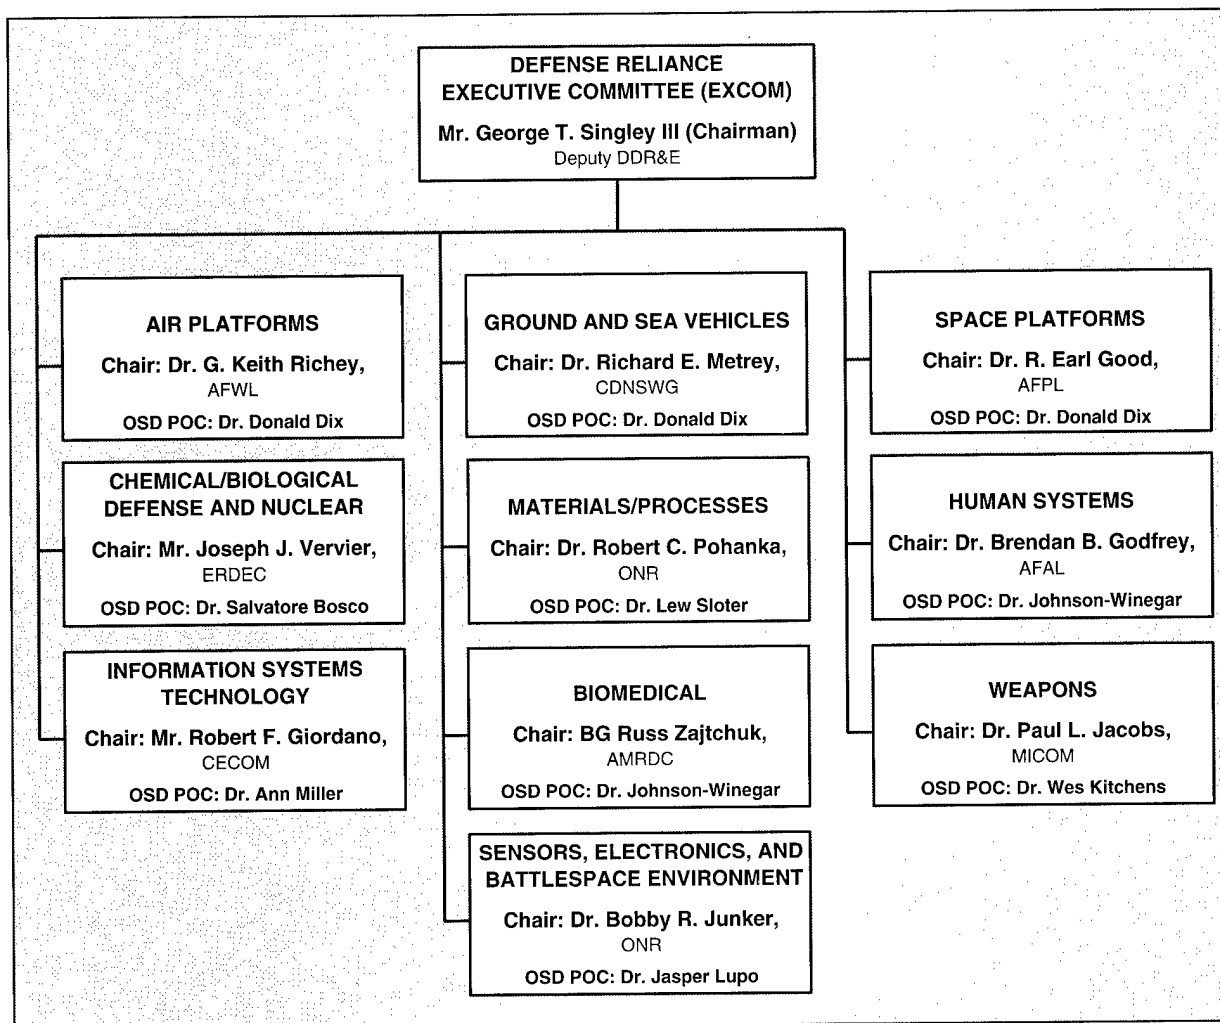 DEFENSE RELIANCE
EXECUTIVE COMMITTEE (EXCOM)
Mr. George T. Singley III (Chairman)
Deputy DDR&E
AIR PLATFORMS
Chair: Dr. G. Keith Richey,
AFWL
OSD POC: Dr. Donald Dix
GROUND AND SEA VEHICLES
Chair: Dr. Richard E. Metrey,
CDNSWG
OSD POC: Dr. Donald Dix
SPACE PLATFORMS
Chair: Dr. R. Earl Good,
AFPL
OSD POC: Dr. Donald Dix
CHEMICAL/BIOLOGICAL
DEFENSE AND NUCLEAR
Chair: Mr. Joseph J. Vervier,
ERDEC
OSD POC: Dr. Salvatore Bosco
MATERIALS/PROCESSES
Chair: Dr. Robert C. Pohanka,
ONR
OSD POC: Dr. Lew Sloter
HUMAN SYSTEMS
Chair: Dr. Brendan B. Godfrey,
AFAL
OSD POC: Dr. Johnson-Winegar
INFORMATION SYSTEMS
TECHNOLOGY
Chair: Mr. Robert F. Giordano,
CECOM
OSD POC: Dr. Ann Miller
BIOMEDICAL
Chair: BG Russ Zajtchuk,
AMRDC
OSD POC: Dr. Johnson-Winegar
WEAPONS
Chair: Dr. Paul L. Jacobs,
MICOM
OSD POC: Dr. Wes Kitchens
SENSORS, ELECTRONICS, AND
BATTLESPACE ENVIRONMENT
Chair: Dr. Bobby R. Junker,
ONR
OSD POC: Dr. Jasper Lupo